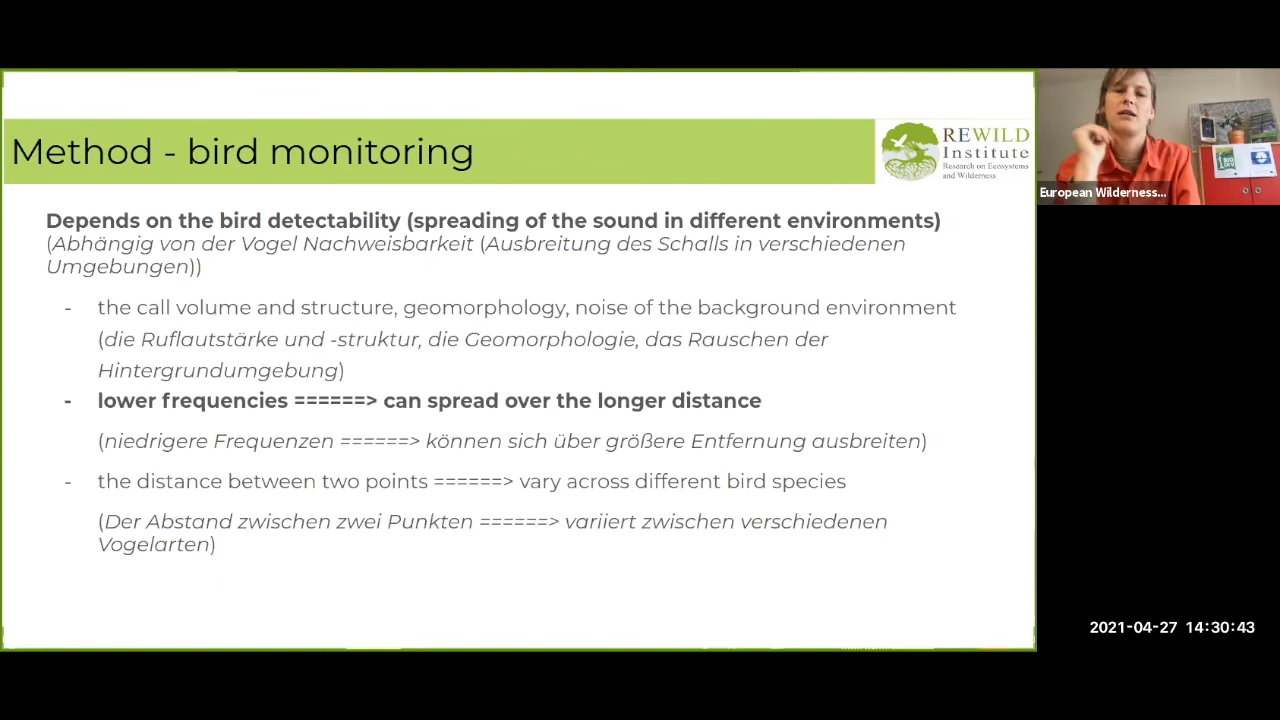 Method - bird monitoring
REWILD
Institute
Research on Ecosystems
and Wilderness
European Wilderness...
Depends on the bird detectability (spreading of the sound in different environments)
(Abhängig von der Vogel Nachweisbarkeit (Ausbreitung des Schalls in verschiedenen
Umgebungen))
- the call volume and structure, geomorphology, noise of the background environment
(die Ruflautstärke und -struktur, die Geomorphologie, das Rauschen der
Hintergrundumgebung)
- lower frequencies ======> can spread over the longer distance
(niedrigere Frequenzen ======> können sich über größere Entfernung ausbreiten)
- the distance between two points ======> vary across different bird species
(Der Abstand zwischen zwei Punkten ======> variiert zwischen verschiedenen
Vogelarten)
2021-04-27 14:30:43